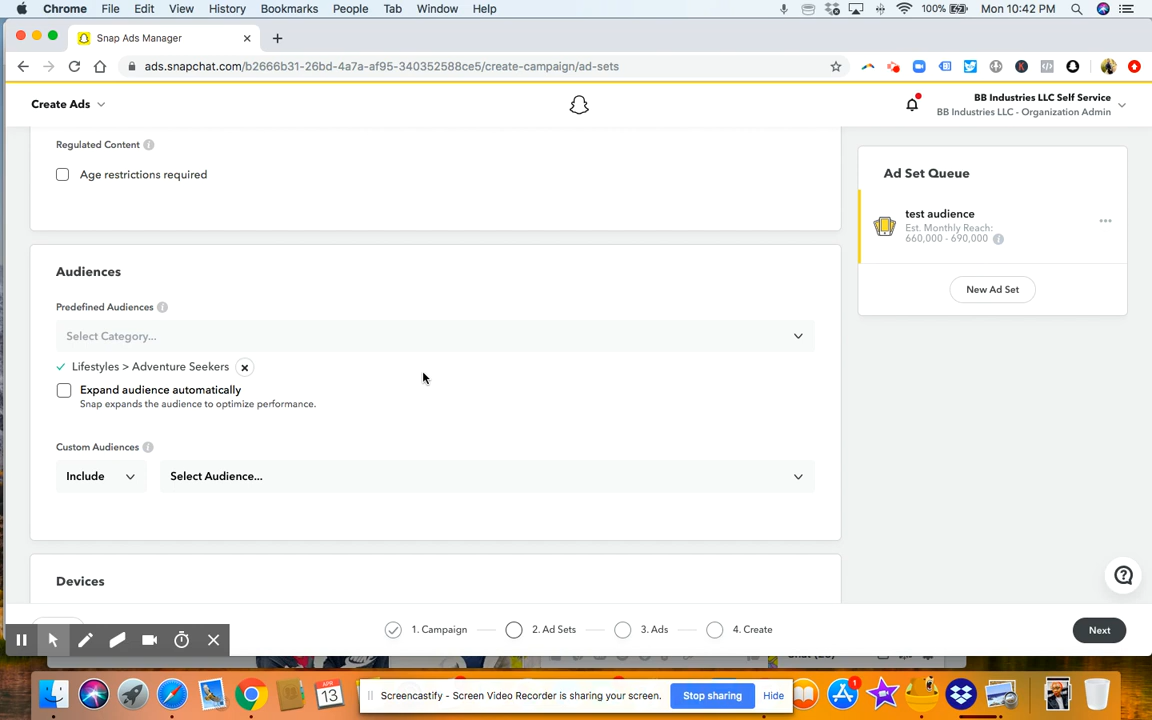 Chrome File Edit View History Bookmarks People Tab Window Help 100% Mon 10:42 PM
Snap Ads Manager
ads.snapchat.com/b2666b31-26bd-4a7a-af95-340352588ce5/create-campaign/ad-sets
Create Ads
BB Industries LLC Self Service
BB Industries LLC - Organization Admin
Regulated Content
Age restrictions required
Ad Set Queue
test audience
Est. Monthly Reach:
660,000 - 690,000
New Ad Set
Audiences
Predefined Audiences
Select Category...
Lifestyles > Adventure Seekers
Expand audience automatically
Snap expands the audience to optimize performance.
Custom Audiences
Include Select Audience...
Devices
1. Campaign 2. Ad Sets 3. Ads 4. Create
Next
APR
13
Screencastify - Screen Video Recorder is sharing your screen. Stop sharing Hide
1